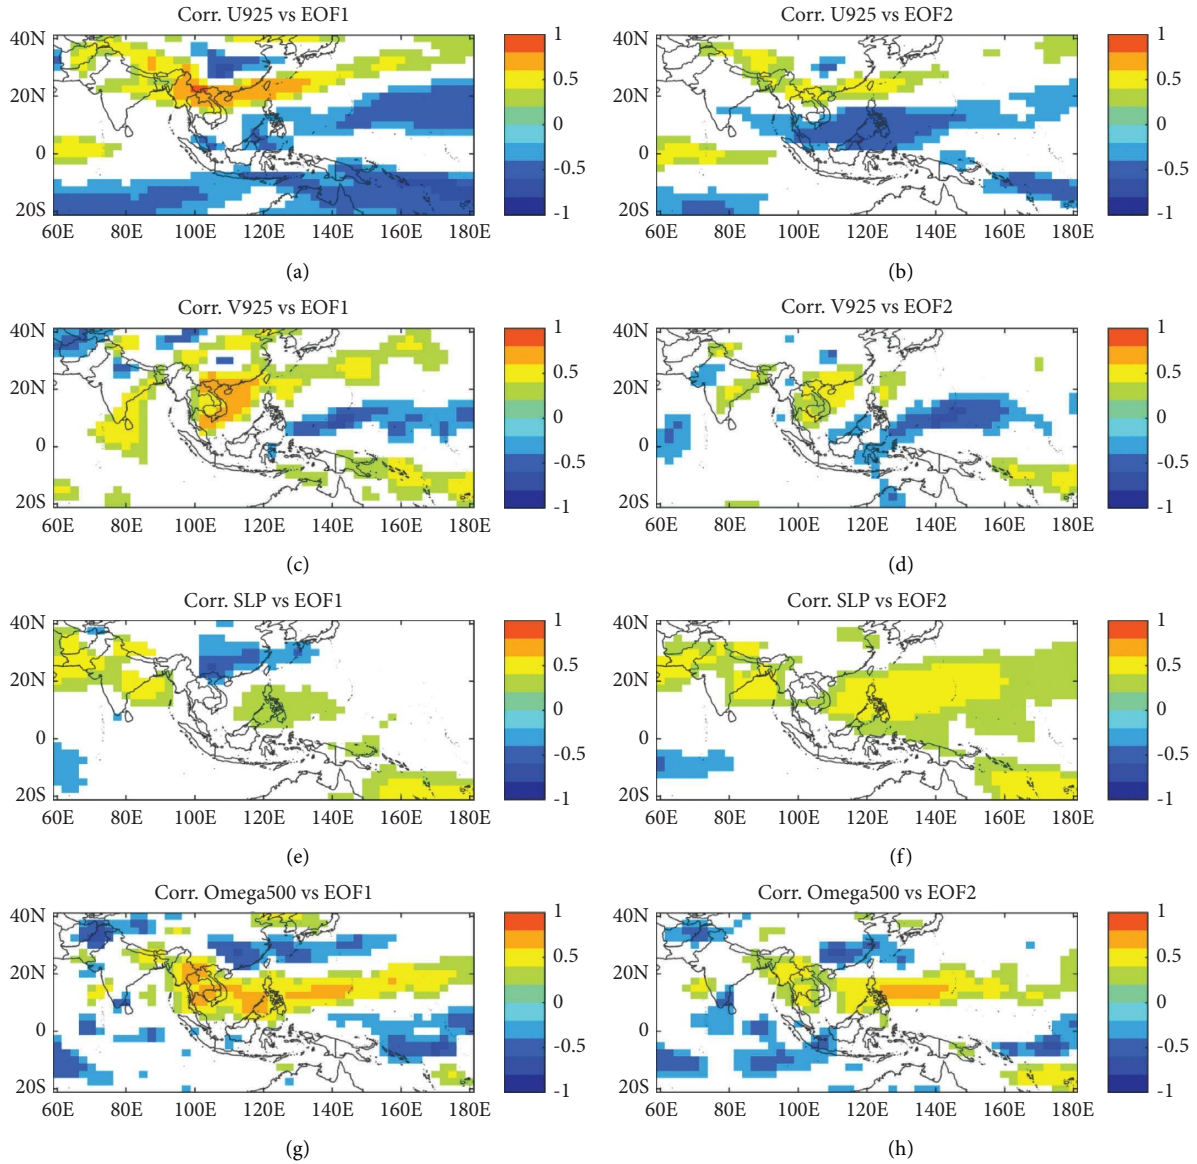 Corr. U925 vs EOF1
40N
20N
0
20S
60E 80E 100E 120E 140E 160E 180E
1
0.5
0
-0.5
-1
(a)
Corr. U925 vs EOF2
40N
20N
0
20S
60E 80E 100E 120E 140E 160E 180E
1
0.5
0
-0.5
-1
(b)
Corr. V925 vs EOF1
40N
20N
0
20S
60E 80E 100E 120E 140E 160E 180E
1
0.5
0
-0.5
-1
(c)
Corr. V925 vs EOF2
40N
20N
0
20S
60E 80E 100E 120E 140E 160E 180E
1
0.5
0
-0.5
-1
(d)
Corr. SLP vs EOF1
40N
20N
0
20S
60E 80E 100E 120E 140E 160E 180E
1
0.5
0
-0.5
-1
(e)
Corr. SLP vs EOF2
40N
20N
0
20S
60E 80E 100E 120E 140E 160E 180E
1
0.5
0
-0.5
-1
(f)
Corr. Omega500 vs EOF1
40N
20N
0
20S
60E 80E 100E 120E 140E 160E 180E
1
0.5
0
-0.5
-1
(g)
Corr. Omega500 vs EOF2
40N
20N
0
20S
60E 80E 100E 120E 140E 160E 180E
1
0.5
0
-0.5
-1
(h)